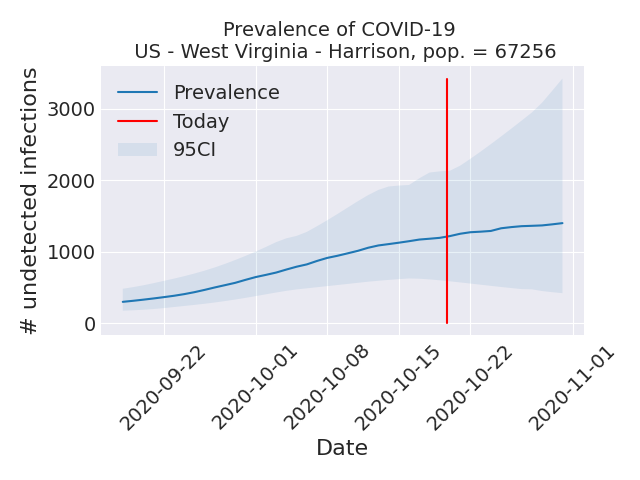 Prevalence of COVID-19
US - West Virginia - Harrison, pop. = 67256
# undetected infections
3000
2000
1000
0
Prevalence
Today
95CI
2020-09-22
2020-10-01
2020-10-08
2020-10-15
2020-10-22
2020-11-01
Date